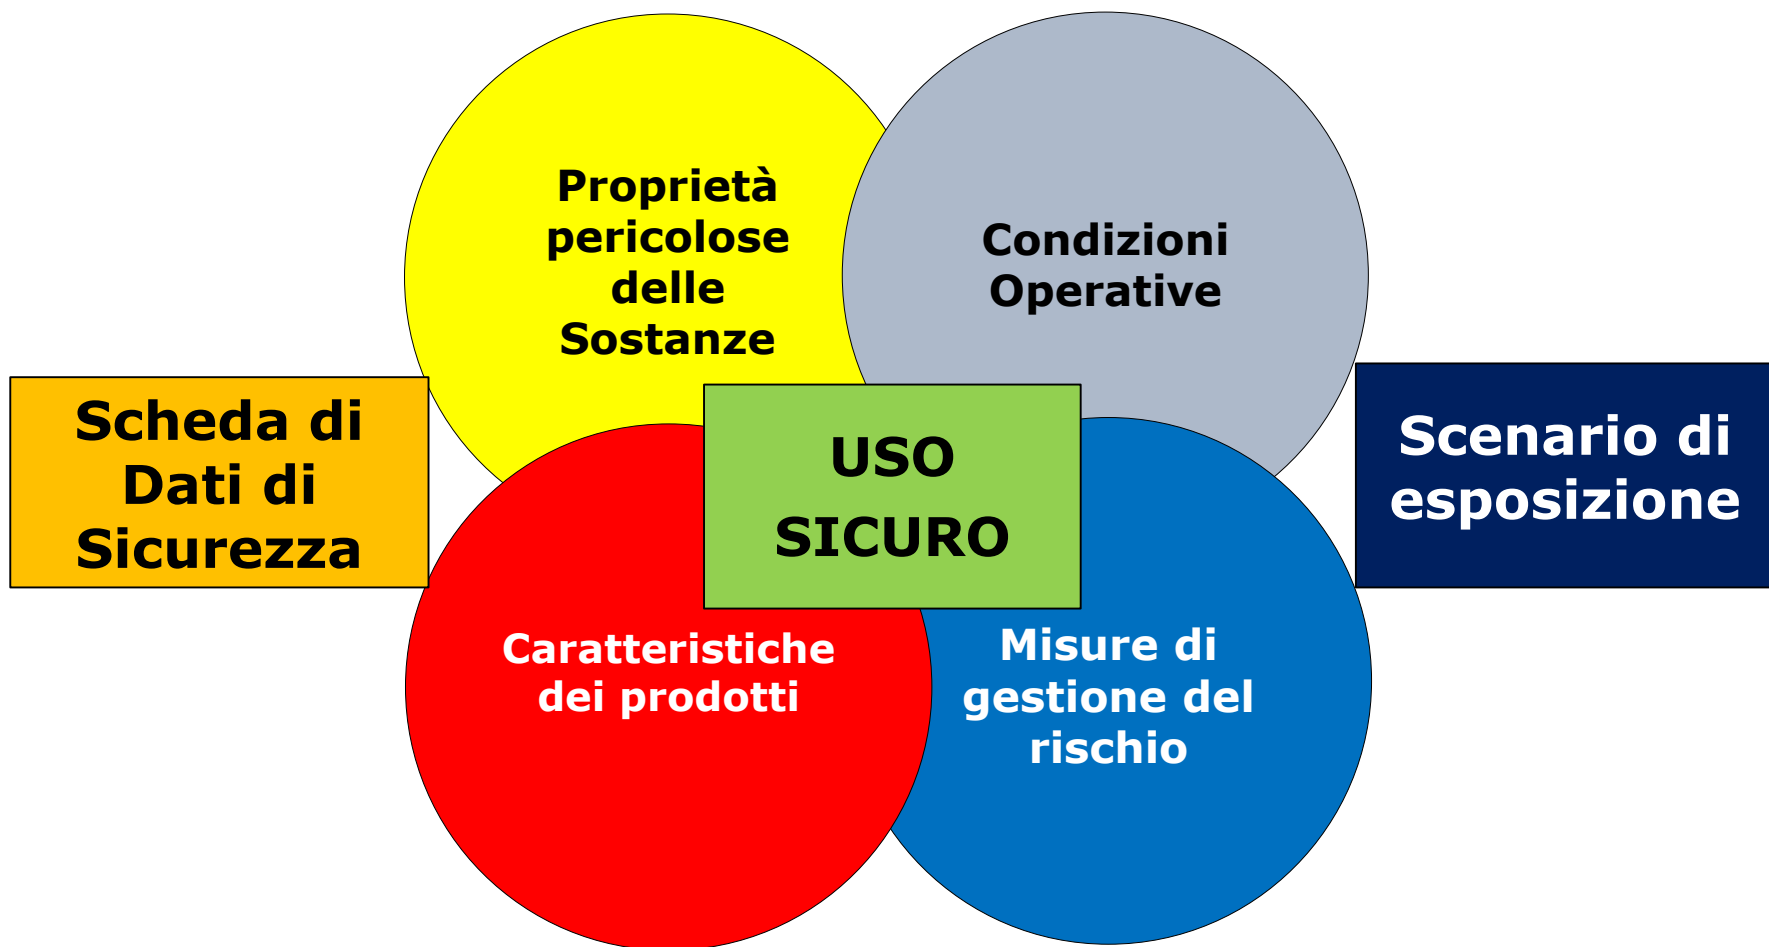 Proprietà
pericolose
delle
Sostanze
Condizioni
Operative
Scheda di
Dati di
Sicurezza
USO
SICURO
Scenario di
esposizione
Caratteristiche
dei prodotti
Misure di
gestione del
rischio